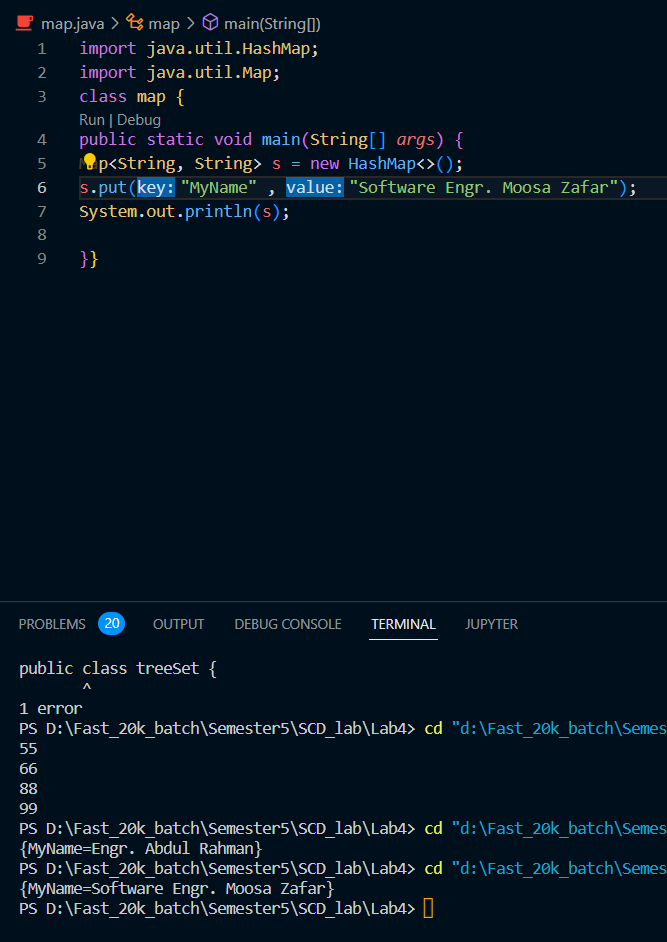 map.java > map > main(String[])
1 import java.util.HashMap;
2 import java.util.Map;
3 class map {
Run | Debug
4 public static void main(String[] args) {
5 Map<String, String> s = new HashMap<>();
6 s.put(key: "MyName" , value: "Software Engr. Moosa Zafar");
7 System.out.println(s);
8
9 }}
PROBLEMS 20 OUTPUT DEBUG CONSOLE TERMINAL JUPYTER
public class treeSet {
^
1 error
PS D:\Fast_20k_batch\Semester5\SCD_lab\Lab4> cd "d:\Fast_20k_batch\Semes
55
66
88
99
PS D:\Fast_20k_batch\Semester5\SCD_lab\Lab4> cd "d:\Fast_20k_batch\Semes
{MyName=Engr. Abdul Rahman}
PS D:\Fast_20k_batch\Semester5\SCD_lab\Lab4> cd "d:\Fast_20k_batch\Semes
{MyName=Software Engr. Moosa Zafar}
PS D:\Fast_20k_batch\Semester5\SCD_lab\Lab4>